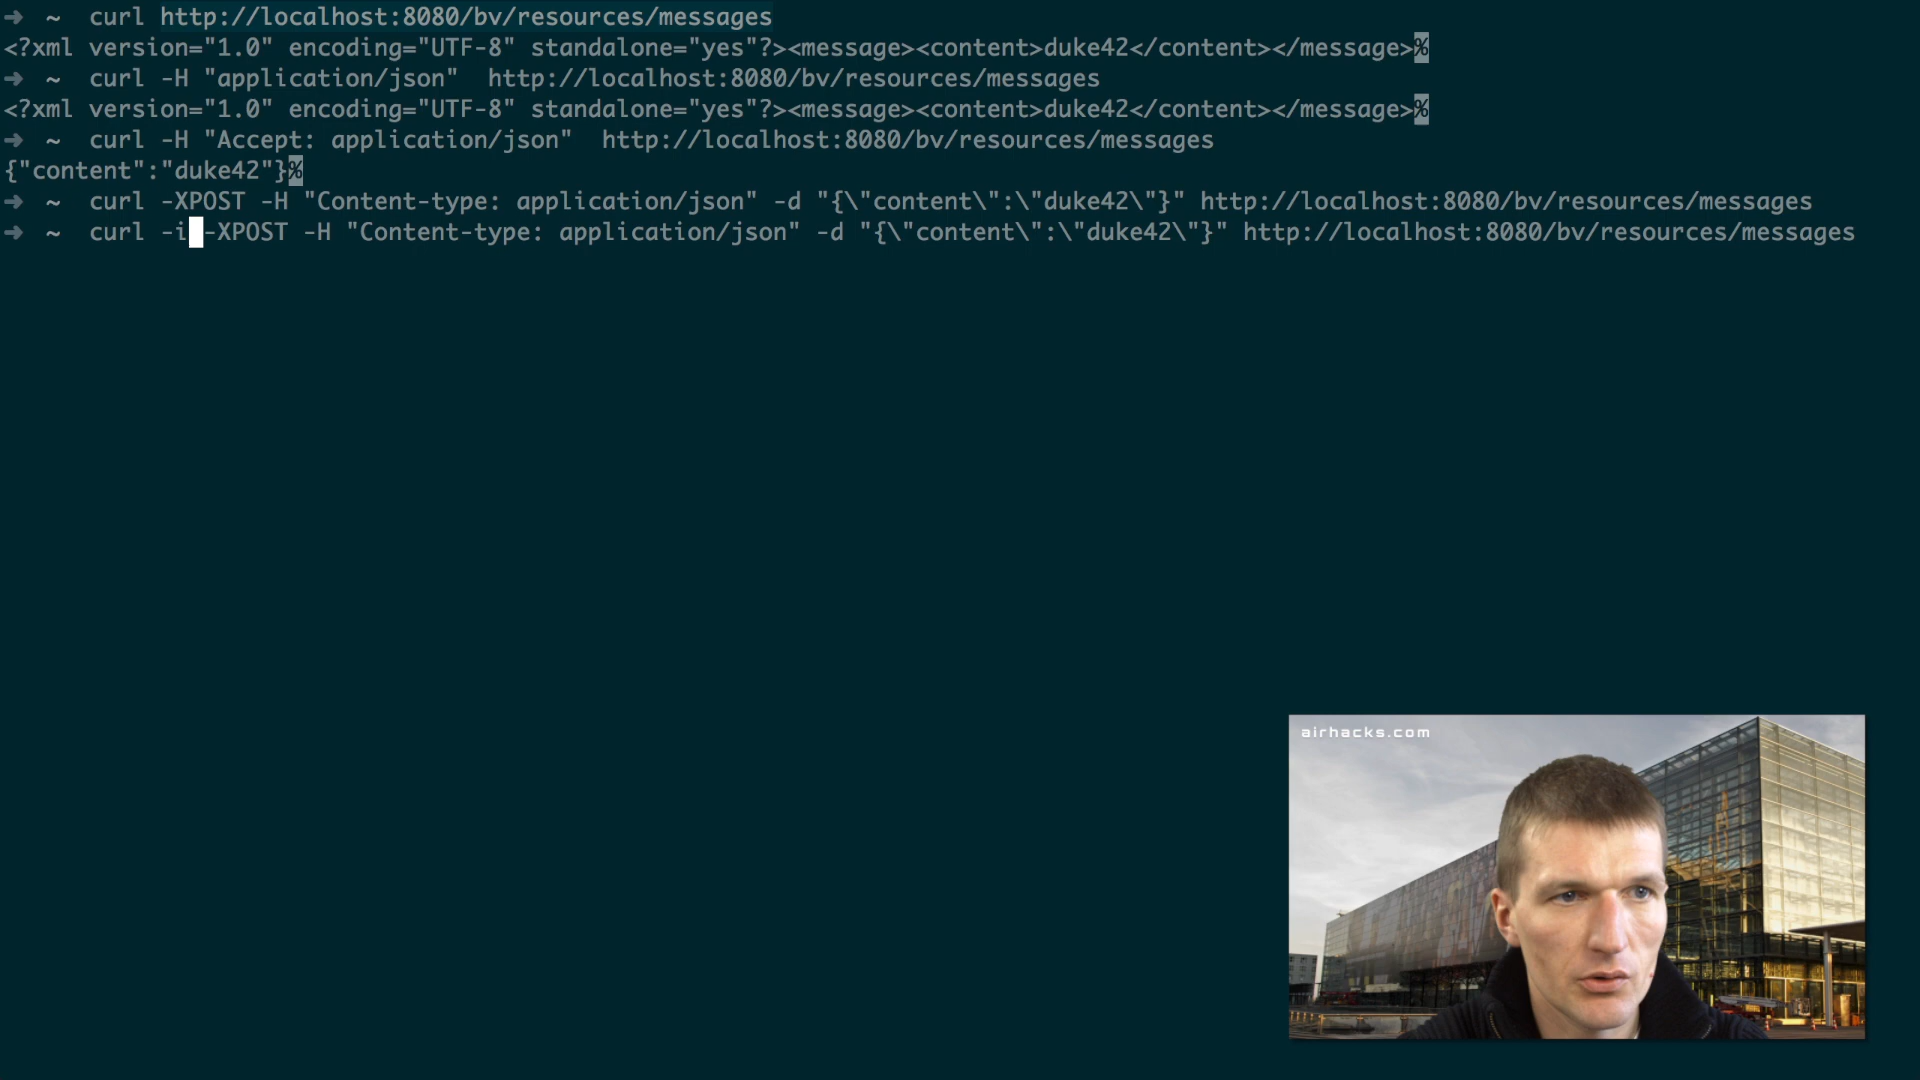 ➜ ~ curl http://localhost:8080/bv/resources/messages
<?xml version="1.0" encoding="UTF-8" standalone="yes"?><message><content>duke42</content></message>%
➜ ~ curl -H "application/json"  http://localhost:8080/bv/resources/messages
<?xml version="1.0" encoding="UTF-8" standalone="yes"?><message><content>duke42</content></message>%
➜ ~ curl -H "Accept: application/json"  http://localhost:8080/bv/resources/messages
{"content":"duke42"}%
➜ ~ curl -XPOST -H "Content-type: application/json" -d "{\"content\":\"duke42\"}" http://localhost:8080/bv/resources/messages
➜ ~ curl -i -XPOST -H "Content-type: application/json" -d "{\"content\":\"duke42\"}" http://localhost:8080/bv/resources/messages
airhacks.com